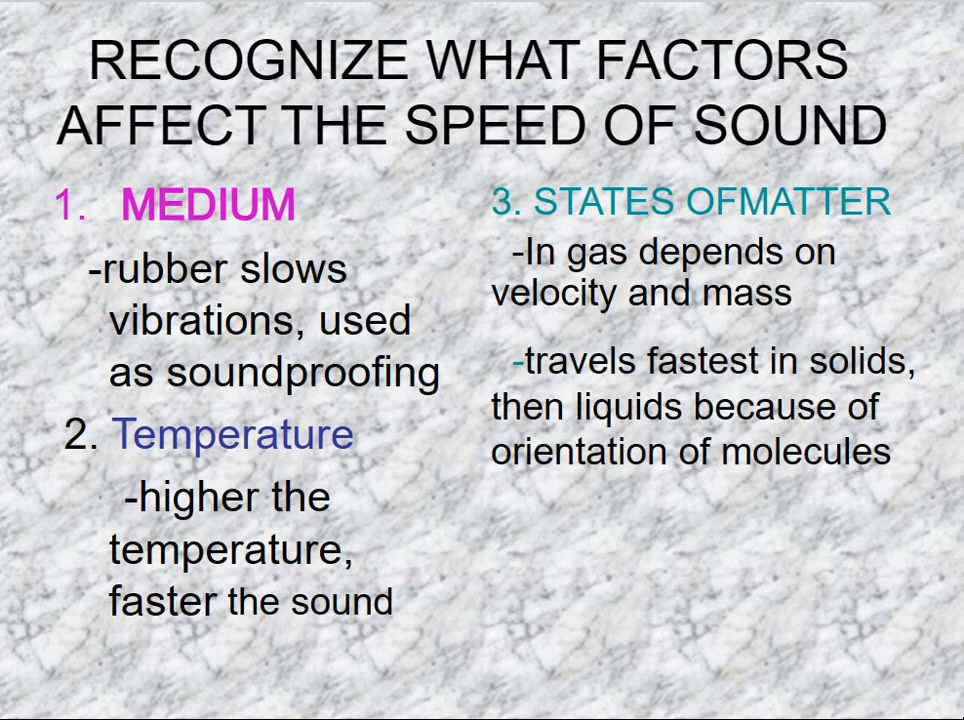 RECOGNIZE WHAT FACTORS
AFFECT THE SPEED OF SOUND
1. MEDIUM
-rubber slows
vibrations, used
as soundproofing
2. Temperature
-higher the
temperature,
faster the sound
3. STATES OFMATTER
-In gas depends on
velocity and mass
-travels fastest in solids,
then liquids because of
orientation of molecules